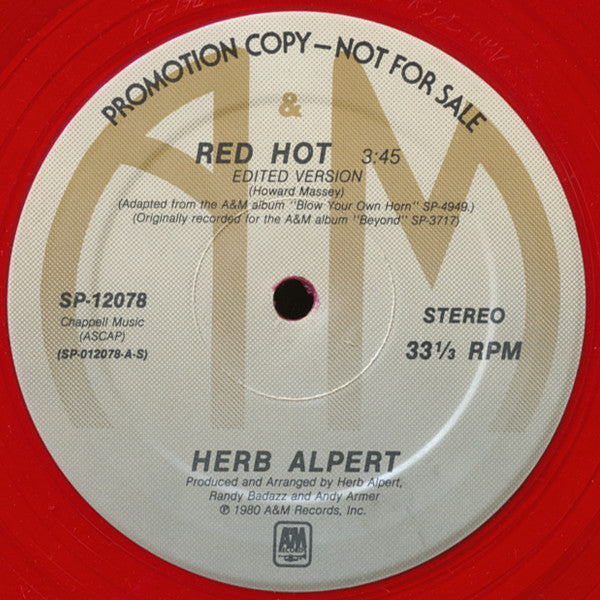 PROMOTION COPY—NOT FOR SALE
A&M
RED HOT 3:45
EDITED VERSION
(Howard Massey)
(Adapted from the A&M album "Blow Your Own Horn" SP-4949.)
(Originally recorded for the A&M album "Beyond" SP-3717)
SP-12078
Chappell Music
(ASCAP)
(SP-012078-A-S)
STEREO
33 1/3 RPM
HERB ALPERT
Produced and Arranged by Herb Alpert,
Randy Badazz and Andy Armer
℗ 1980 A&M Records, Inc.
A&M
RECORDS